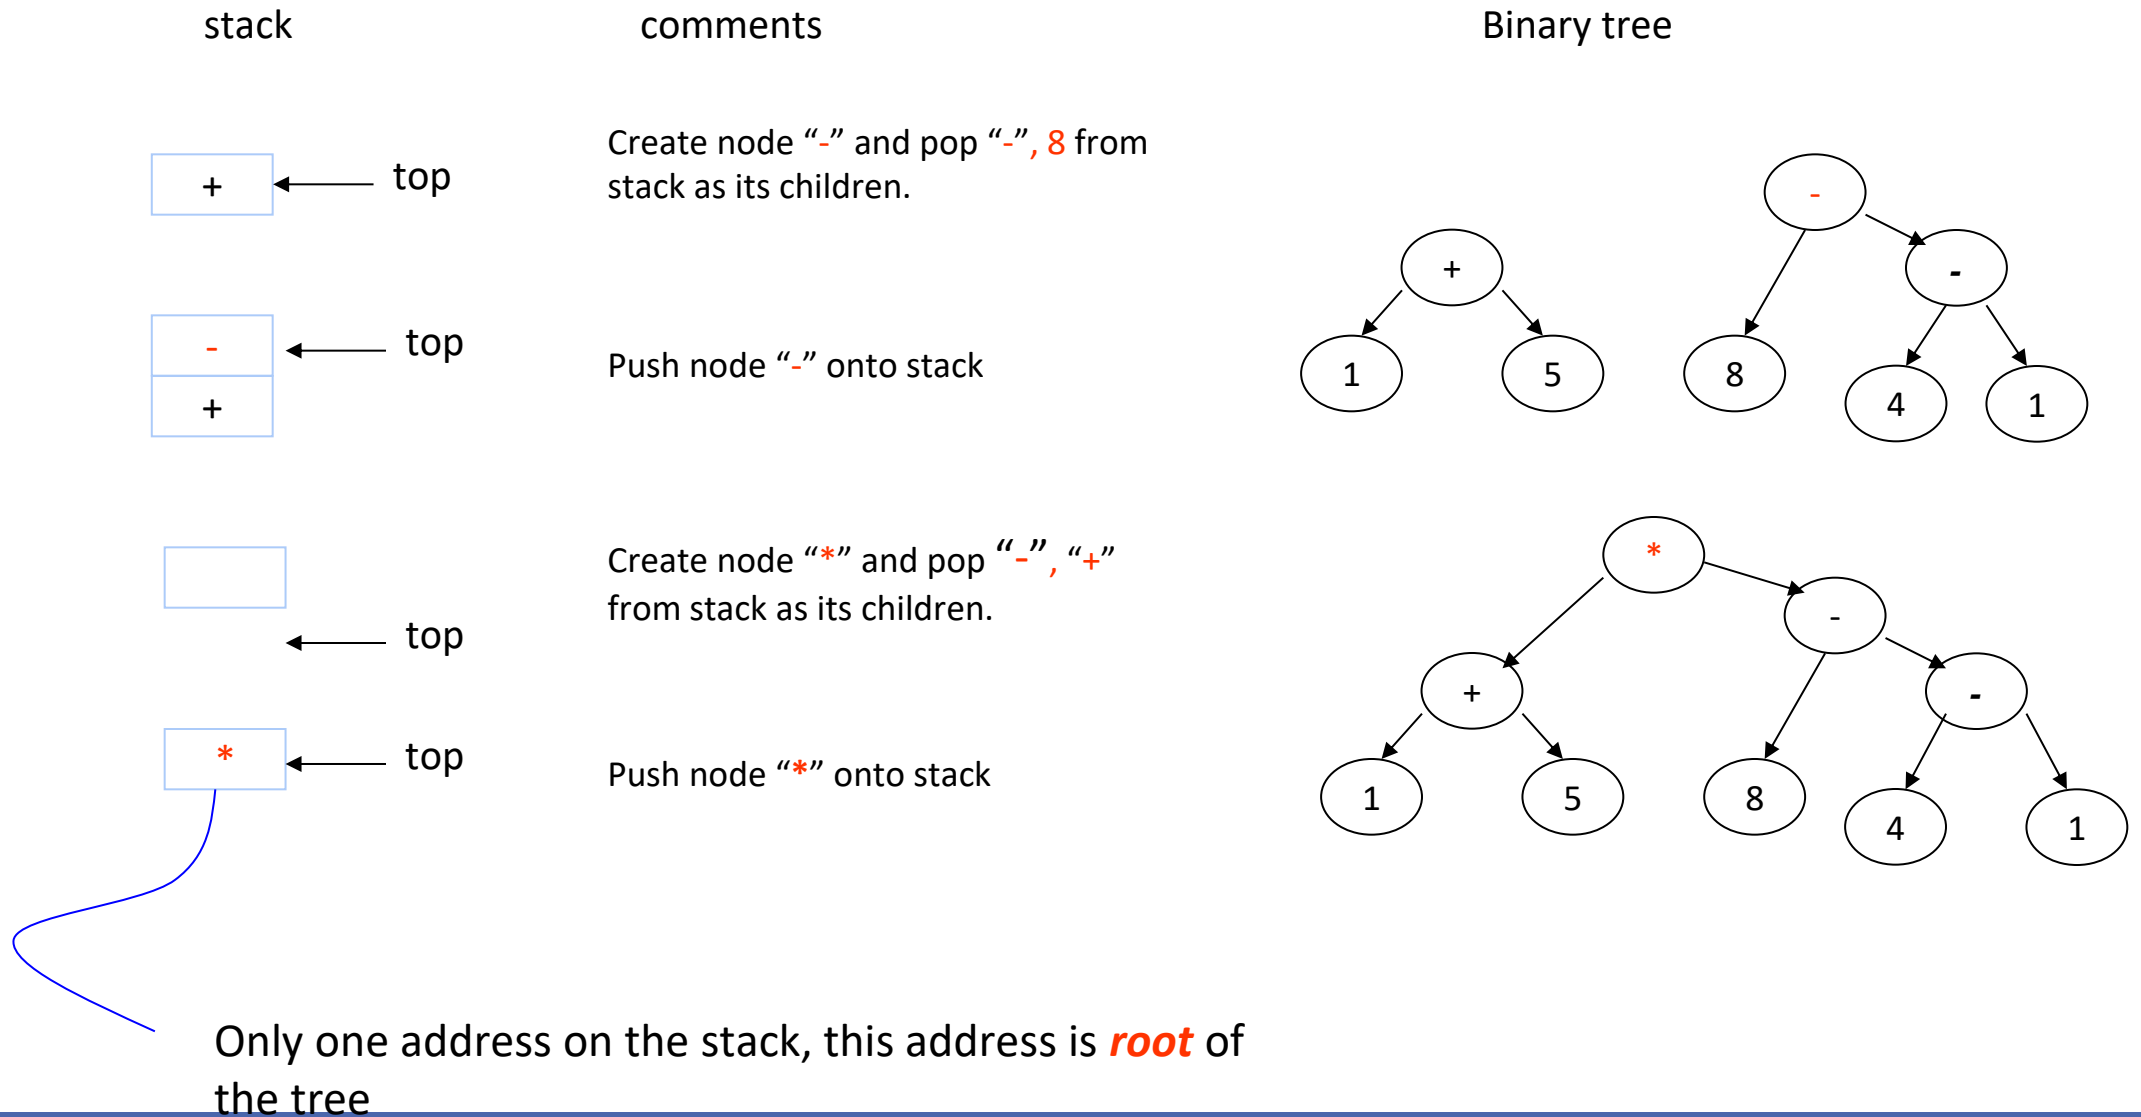 stack comments Binary tree
+ top
Create node “-” and pop “-”, 8 from
stack as its children.
-
+ -
1 5 8 4 1
- top
+
Push node “-” onto stack
top
Create node “*” and pop “-”, “+”
from stack as its children.
*
-
+ -
1 5 8 4 1
* top
Push node “*” onto stack
Only one address on the stack, this address is root of
the tree